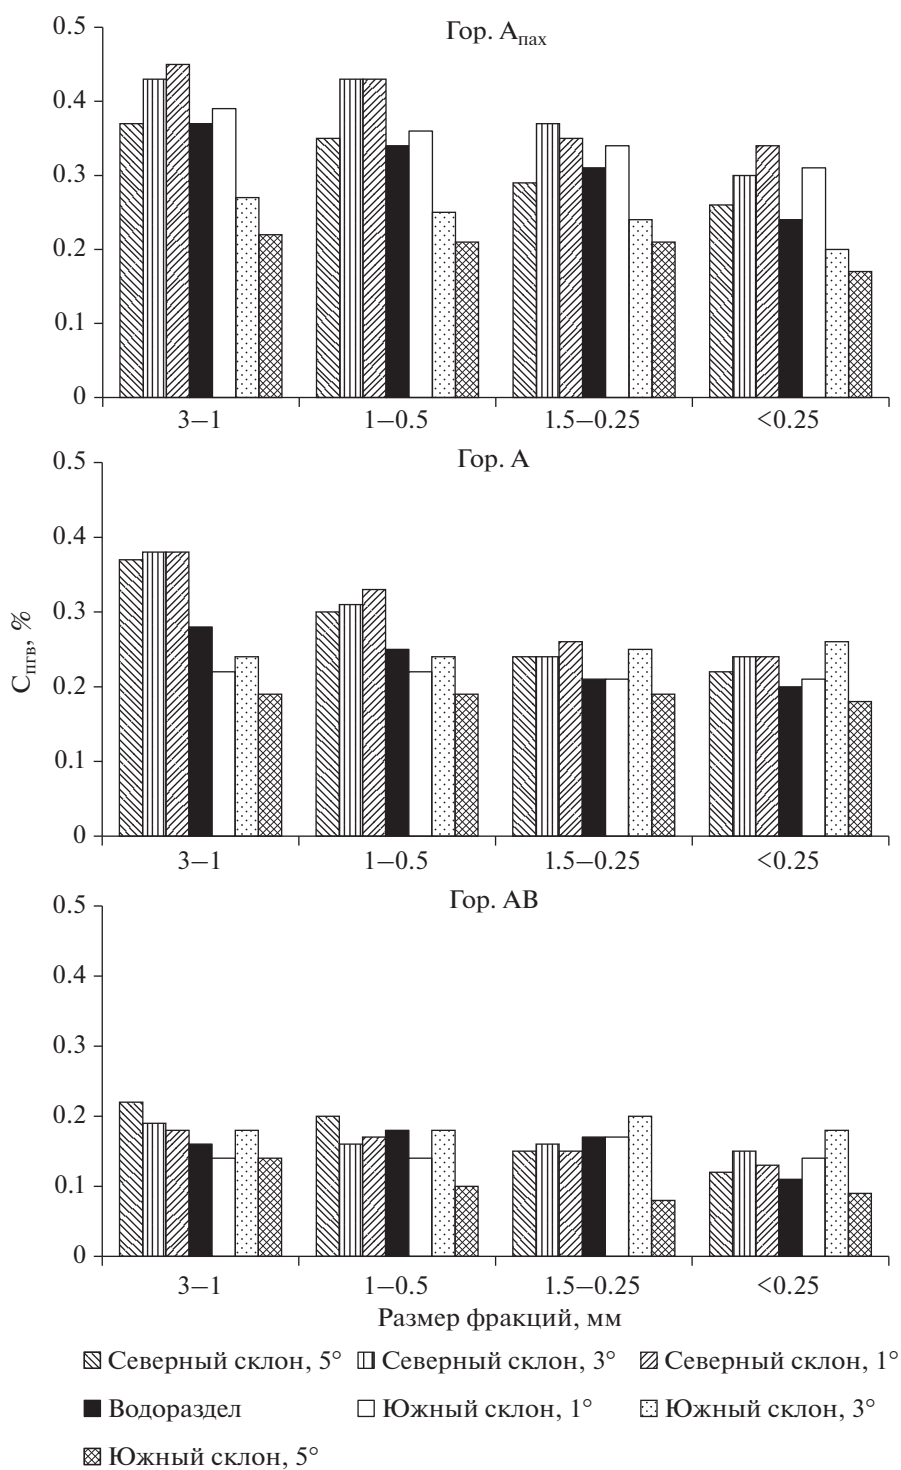 Гор. Aпах
0.5
0.4
0.3
0.2
0.1
0
3–1 1–0.5 1.5–0.25 <0.25
Гор. A
0.5
0.4
0.3
0.2
0.1
0
Cпгв, %
3–1 1–0.5 1.5–0.25 <0.25
Гор. AB
0.5
0.4
0.3
0.2
0.1
0
3–1 1–0.5 1.5–0.25 <0.25
Размер фракций, мм
Северный склон, 5° Северный склон, 3° Северный склон, 1°
Водораздел Южный склон, 1° Южный склон, 3°
Южный склон, 5°